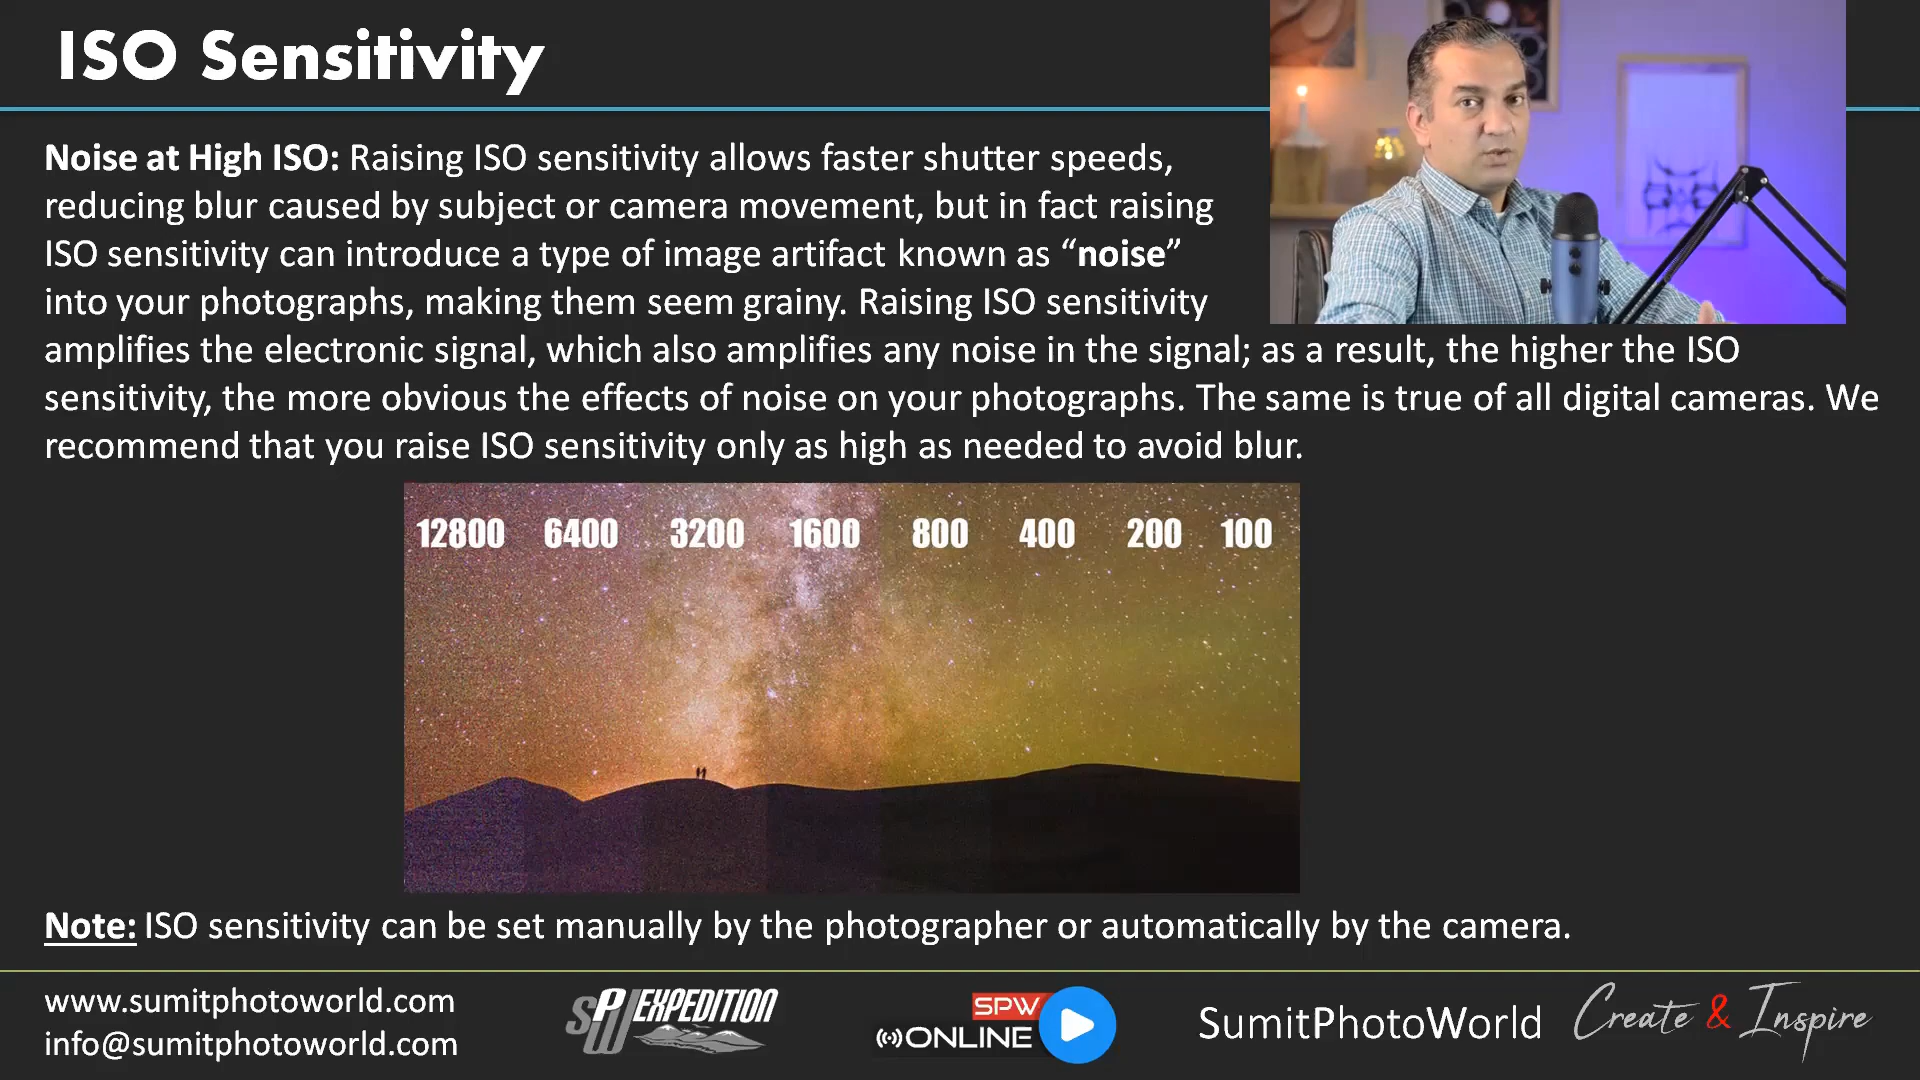 ISO Sensitivity
Noise at High ISO: Raising ISO sensitivity allows faster shutter speeds,
reducing blur caused by subject or camera movement, but in fact raising
ISO sensitivity can introduce a type of image artifact known as “noise”
into your photographs, making them seem grainy. Raising ISO sensitivity
amplifies the electronic signal, which also amplifies any noise in the signal; as a result, the higher the ISO
sensitivity, the more obvious the effects of noise on your photographs. The same is true of all digital cameras. We
recommend that you raise ISO sensitivity only as high as needed to avoid blur.
12800 6400 3200 1600 800 400 200 100
Note: ISO sensitivity can be set manually by the photographer or automatically by the camera.
www.sumitphotoworld.com
info@sumitphotoworld.com
SPW EXPEDITION
SPW
ONLINE
SumitPhotoWorld
Create & Inspire